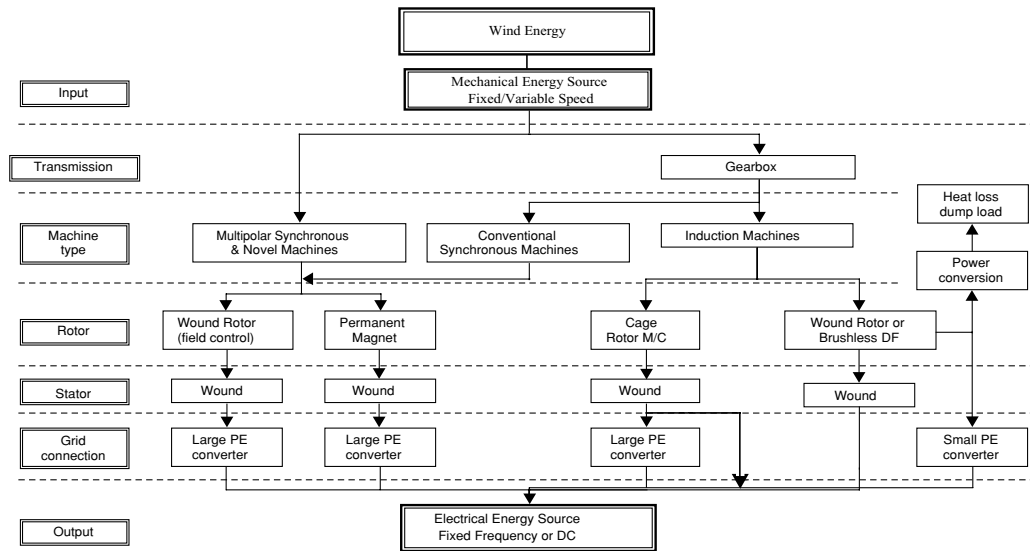 Wind Energy
Input
Mechanical Energy Source
Fixed/Variable Speed
Transmission
Gearbox
Heat loss
dump load
Machine
type
Multipolar Synchronous
& Novel Machines
Conventional
Synchronous Machines
Induction Machines
Power
conversion
Rotor
Wound Rotor
(field control)
Permanent
Magnet
Cage
Rotor M/C
Wound Rotor or
Brushless DF
Stator
Wound
Wound
Wound
Wound
Grid
connection
Large PE
converter
Large PE
converter
Large PE
converter
Small PE
converter
Output
Electrical Energy Source
Fixed Frequency or DC